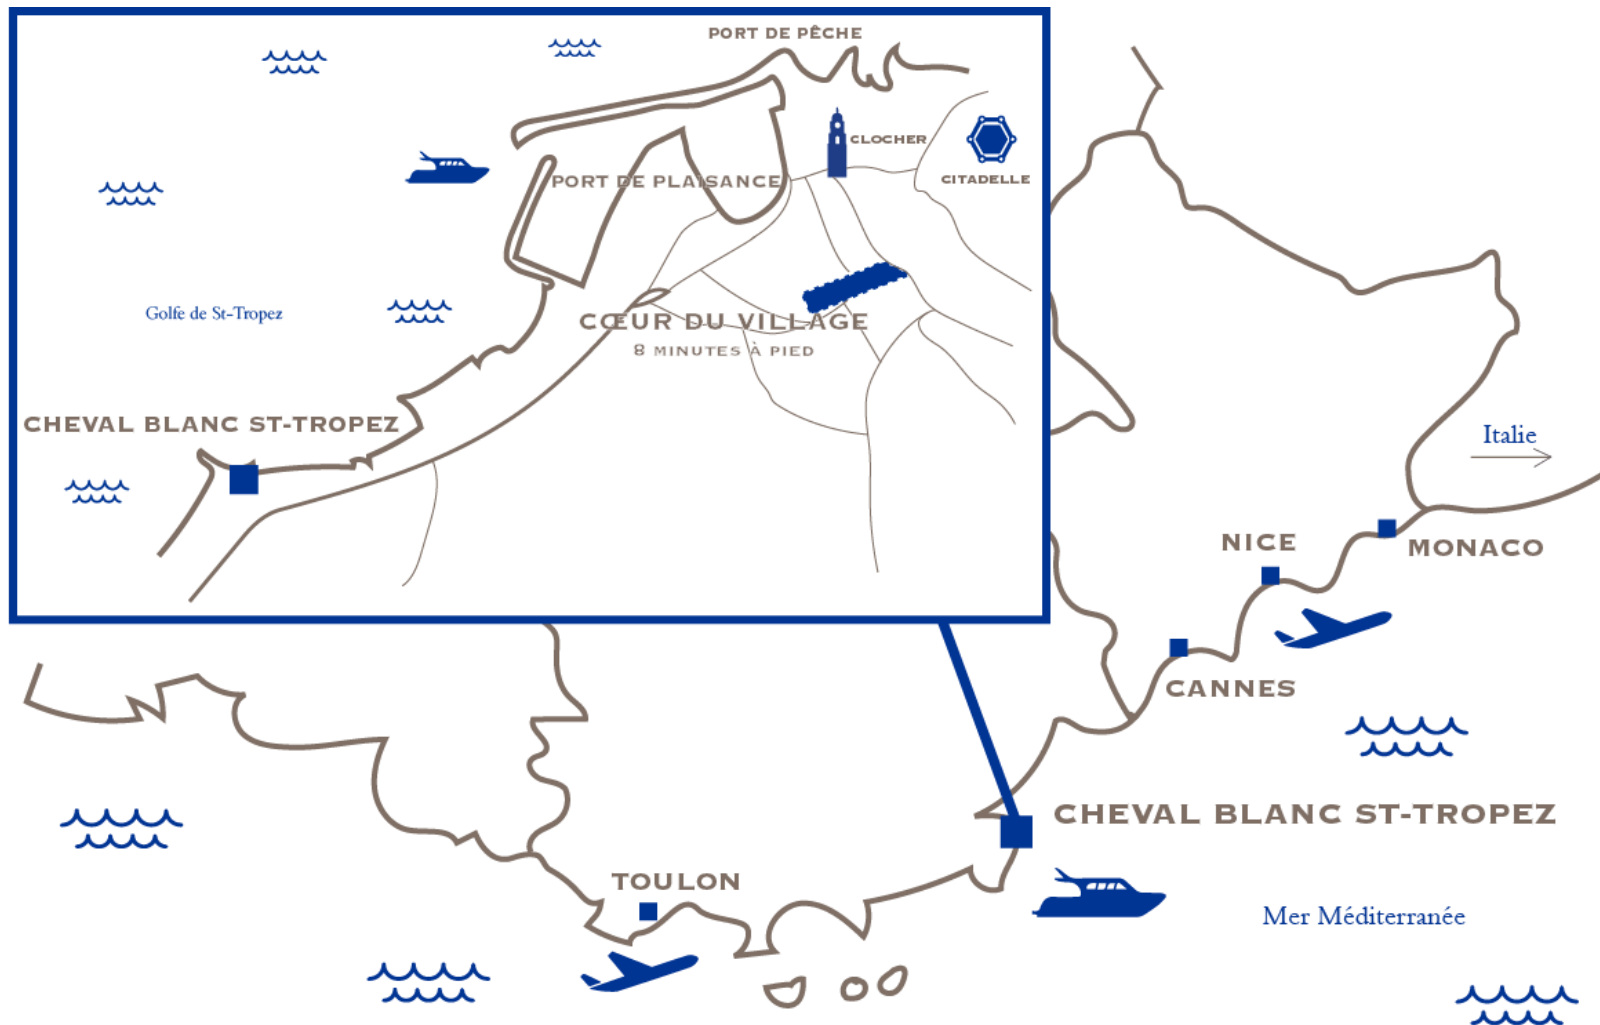 PORT DE PÊCHE
CLOCHER
CITADELLE
PORT DE PLAISANCE
Golfe de St-Tropez
CŒUR DU VILLAGE
8 MINUTES À PIED
CHEVAL BLANC ST-TROPEZ
Italie
NICE
MONACO
CANNES
CHEVAL BLANC ST-TROPEZ
TOULON
Mer Méditerranée